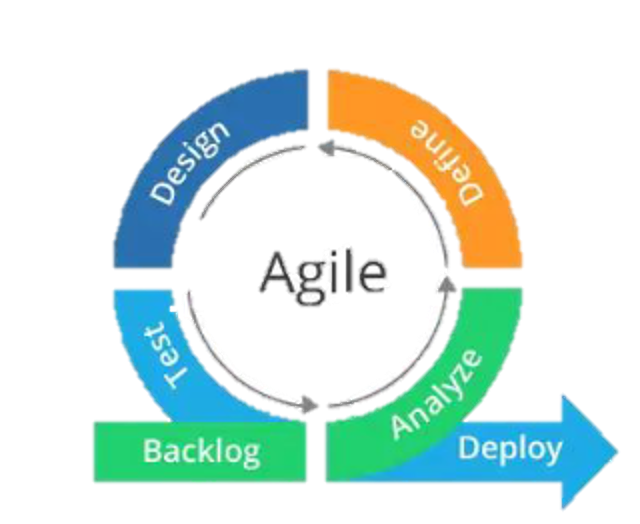 Design
Define
Agile
Test
Analyze
Backlog
Deploy